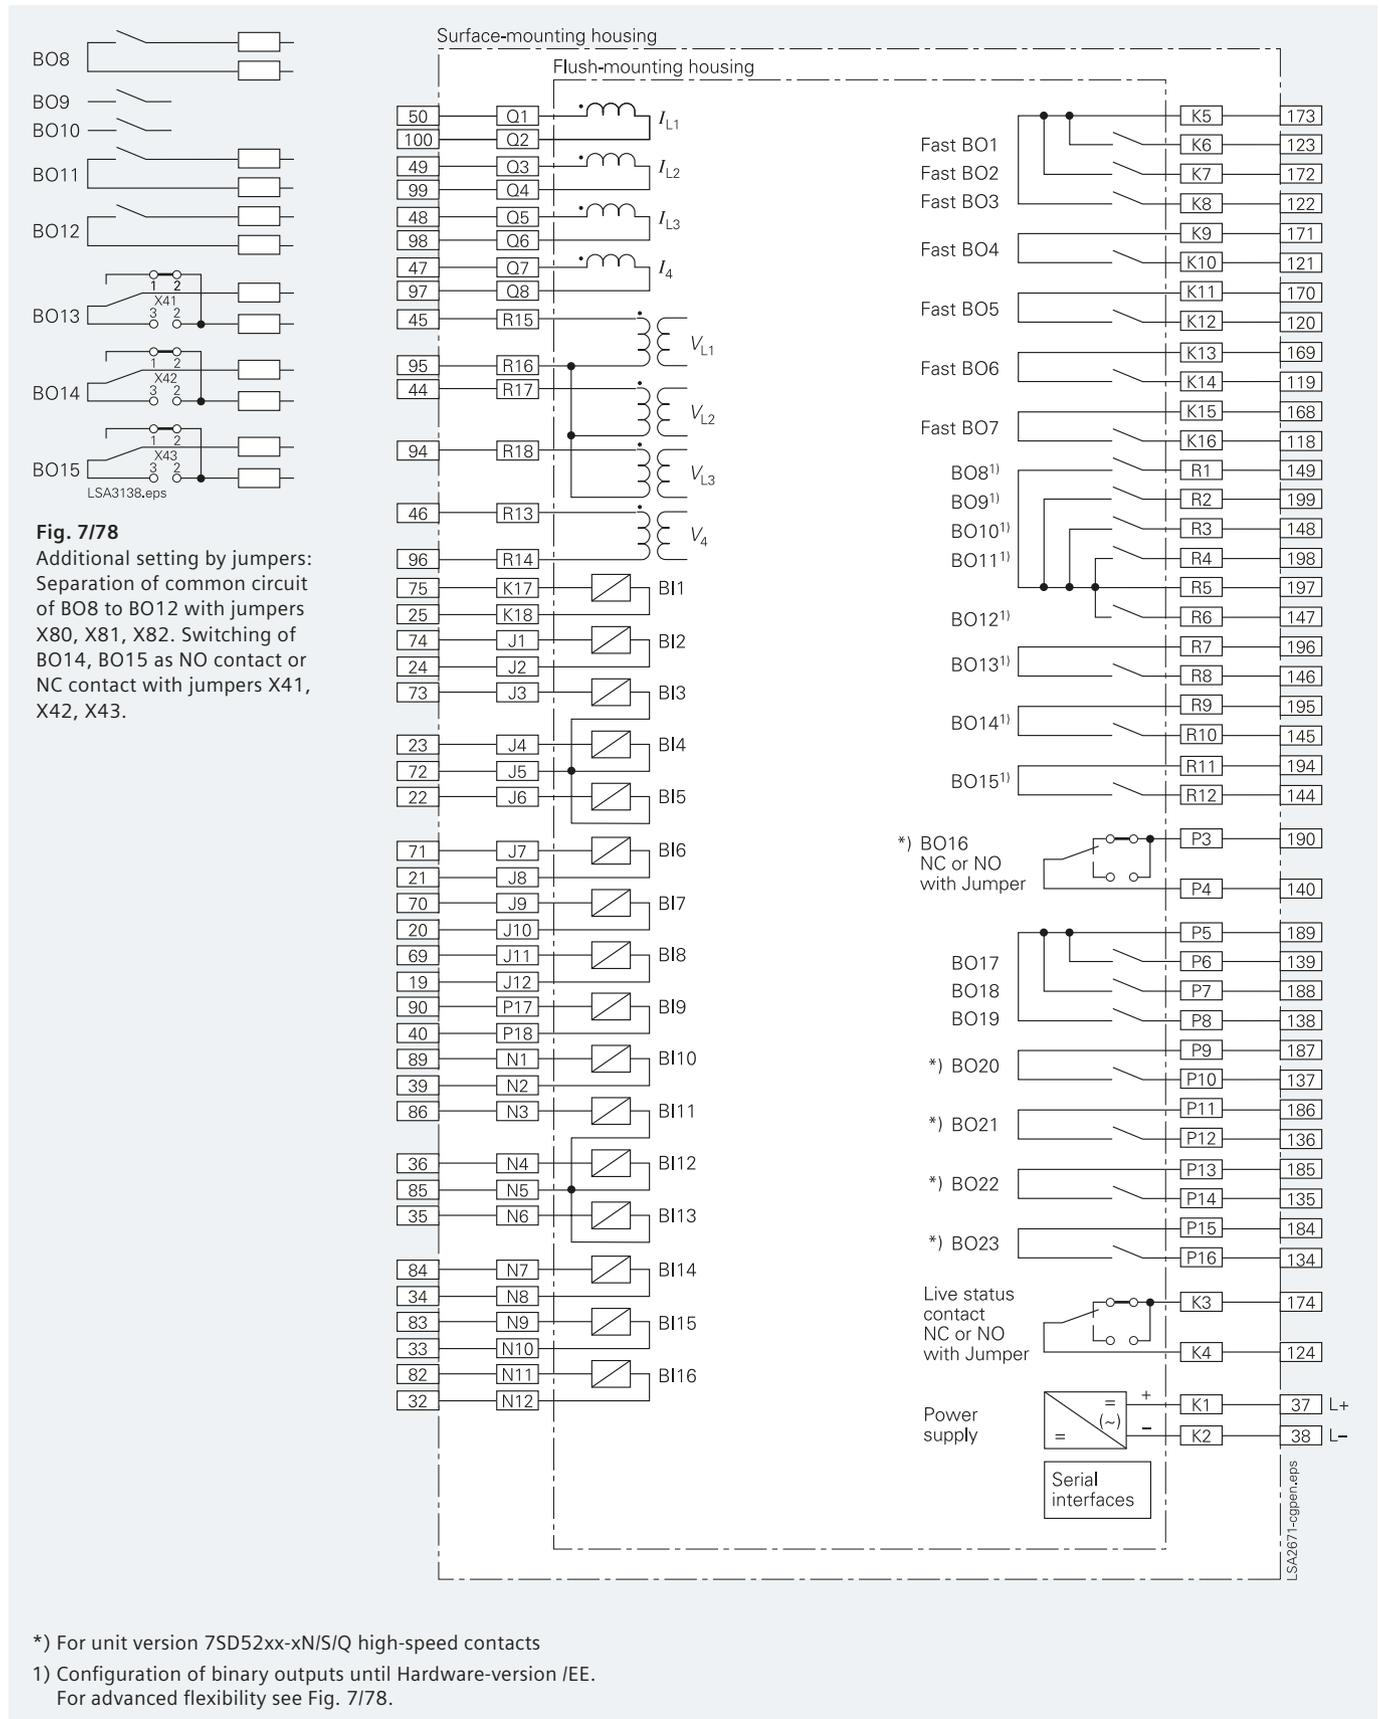 BO8
BO9
BO10
BO11
BO12
1 2
X41
3 2
BO13
1 2
X42
3 2
BO14
1 2
X43
3 2
BO15
LSA3138.eps
Fig. 7/78
Additional setting by jumpers:
Separation of common circuit
of BO8 to BO12 with jumpers
X80, X81, X82. Switching of
BO14, BO15 as NO contact or
NC contact with jumpers X41,
X42, X43.
Surface-mounting housing
Flush-mounting housing
50 Q1 IL1
100 Q2
49 Q3 IL2
99 Q4
48 Q5 IL3
98 Q6
47 Q7 I4
97 Q8
45 R15
VL1
95 R16
44 R17
VL2
94 R18
VL3
46 R13
V4
96 R14
75 K17 BI1
25 K18
74 J1 BI2
24 J2
73 J3 BI3
23 J4 BI4
72 J5
22 J6 BI5
71 J7 BI6
21 J8
70 J9 BI7
20 J10
69 J11 BI8
19 J12
90 P17 BI9
40 P18
89 N1 BI10
39 N2
86 N3 BI11
36 N4 BI12
85 N5
35 N6 BI13
84 N7 BI14
34 N8
83 N9 BI15
33 N10
82 N11 BI16
32 N12
K5 173
Fast BO1 K6 123
Fast BO2 K7 172
Fast BO3 K8 122
K9 171
Fast BO4
K10 121
K11 170
Fast BO5
K12 120
K13 169
Fast BO6
K14 119
K15 168
Fast BO7
K16 118
BO8 1) R1 149
BO9 1) R2 199
BO10 1) R3 148
BO11 1) R4 198
R5 197
BO12 1) R6 147
R7 196
BO13 1)
R8 146
R9 195
BO14 1)
R10 145
R11 194
BO15 1)
R12 144
*) BO16 P3 190
NC or NO
with Jumper P4 140
P5 189
BO17 P6 139
BO18 P7 188
BO19 P8 138
P9 187
*) BO20
P10 137
P11 186
*) BO21
P12 136
P13 185
*) BO22
P14 135
P15 184
*) BO23
P16 134
Live status K3 174
contact
NC or NO
with Jumper K4 124
Power
supply
= (~) =
+ K1 37 L+
– K2 38 L–
Serial
interfaces
LSA2671-cgpen.eps
*) For unit version 7SD52xx-xN/S/Q high-speed contacts
1) Configuration of binary outputs until Hardware-version /EE.
For advanced flexibility see Fig. 7/78.